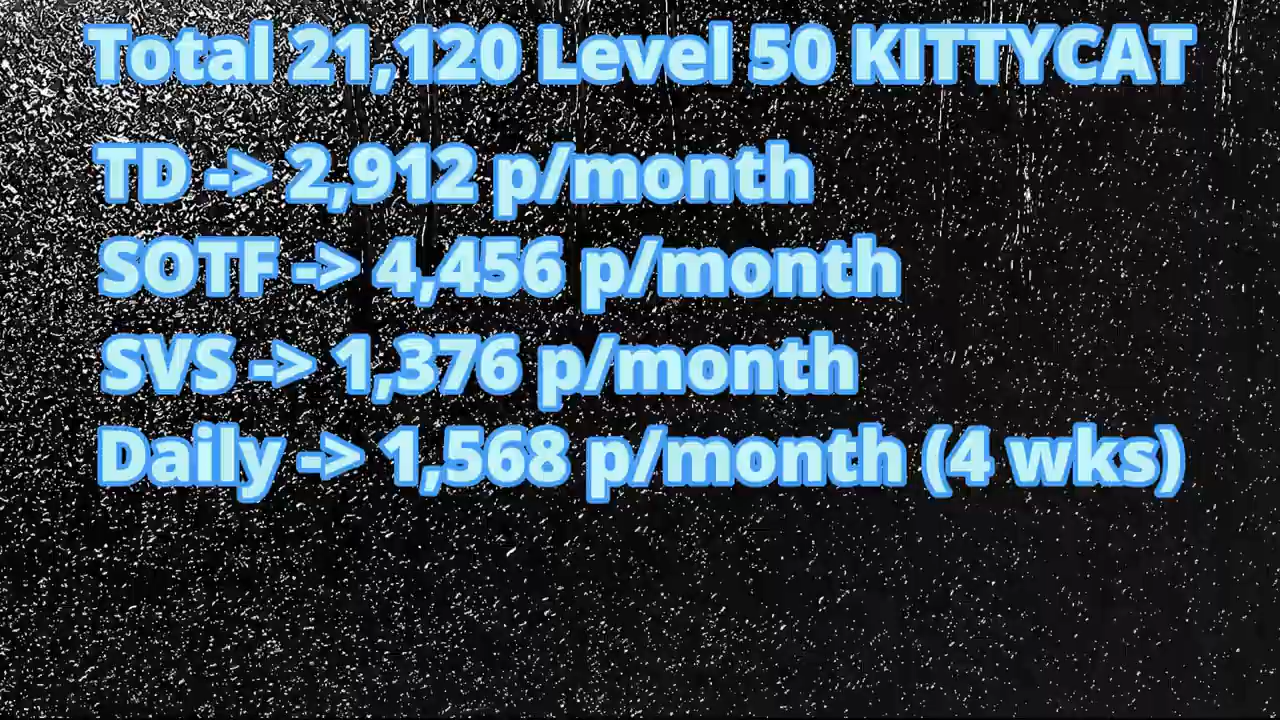 Total 21,120 Level 50 KITTYCAT
TD -> 2,912 p/month
SOTF -> 4,456 p/month
SVS -> 1,376 p/month
Daily -> 1,568 p/month (4 wks)